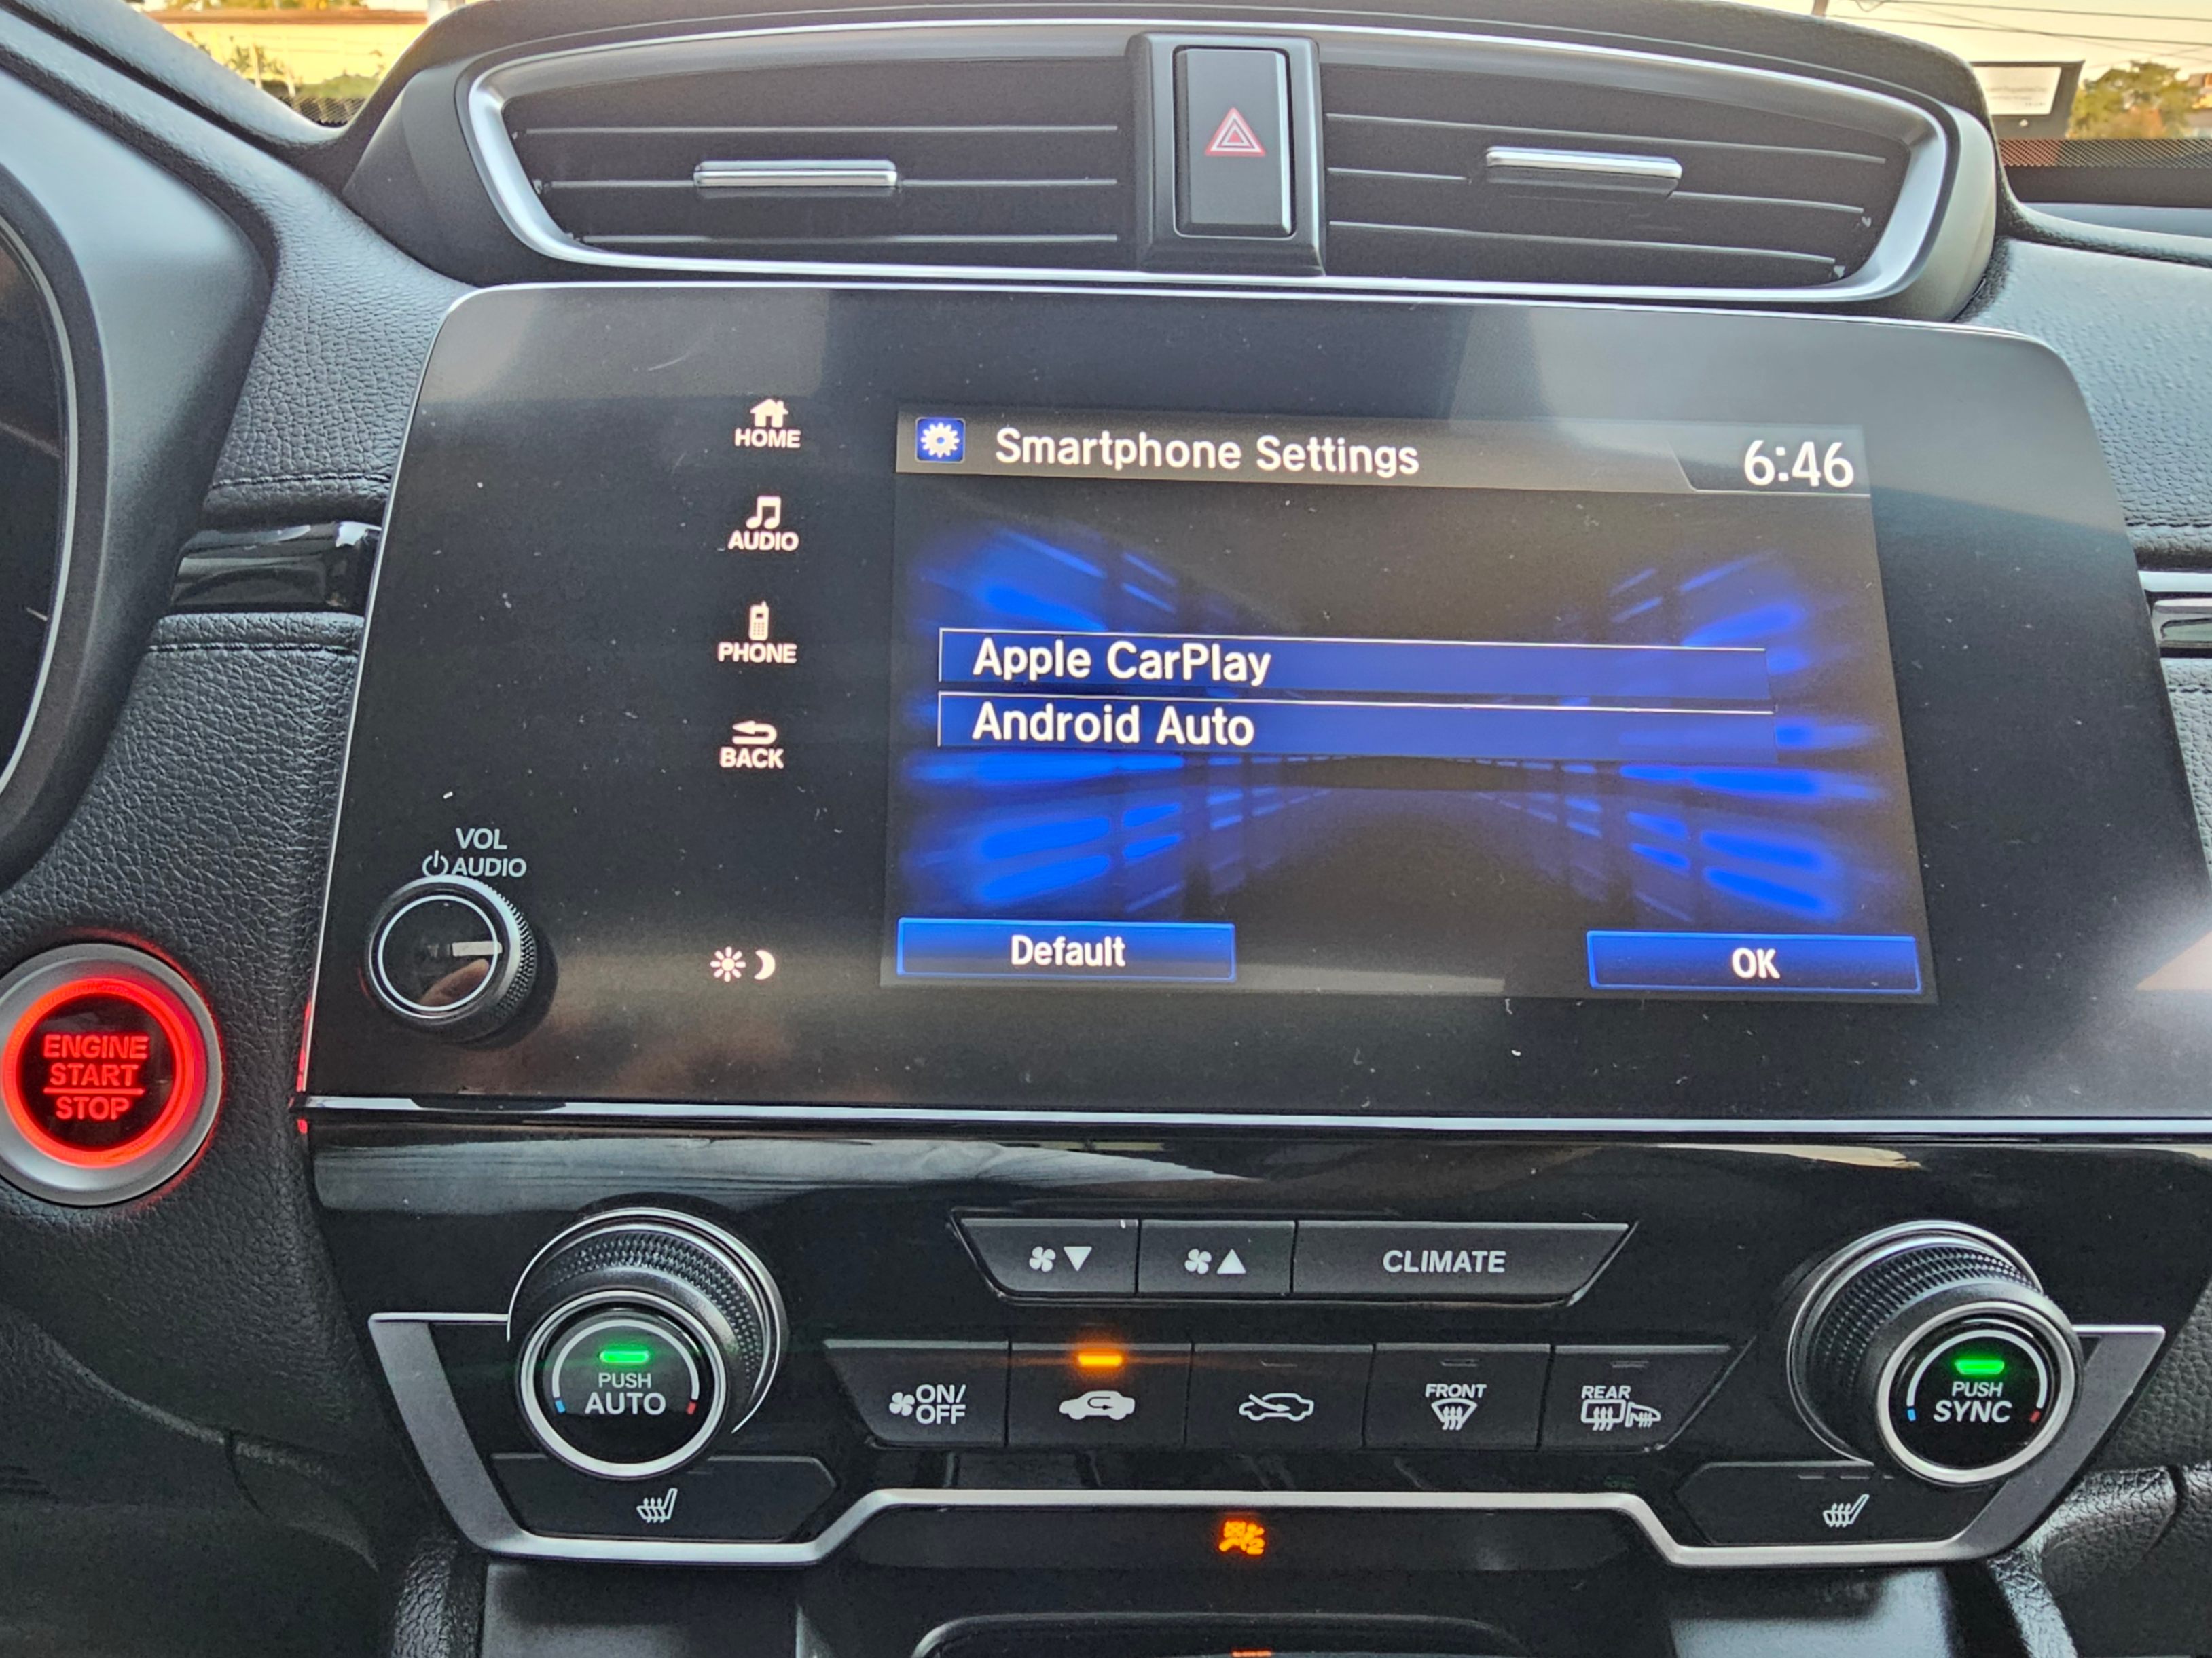 HOME
Smartphone Settings
6:46
AUDIO
PHONE
Apple CarPlay
Android Auto
BACK
VOL
AUDIO
Default
OK
ENGINE
START
STOP
CLIMATE
PUSH
AUTO
ON/
OFF
FRONT
REAR
PUSH
SYNC